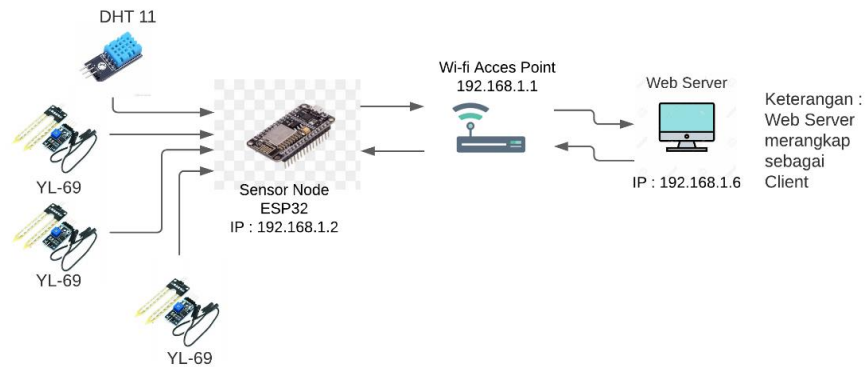 DHT 11
YL-69
YL-69
YL-69
Sensor Node
ESP32
IP : 192.168.1.2
Wi-fi Acces Point
192.168.1.1
Web Server
IP : 192.168.1.6
Keterangan :
Web Server
merangkap
sebagai
Client